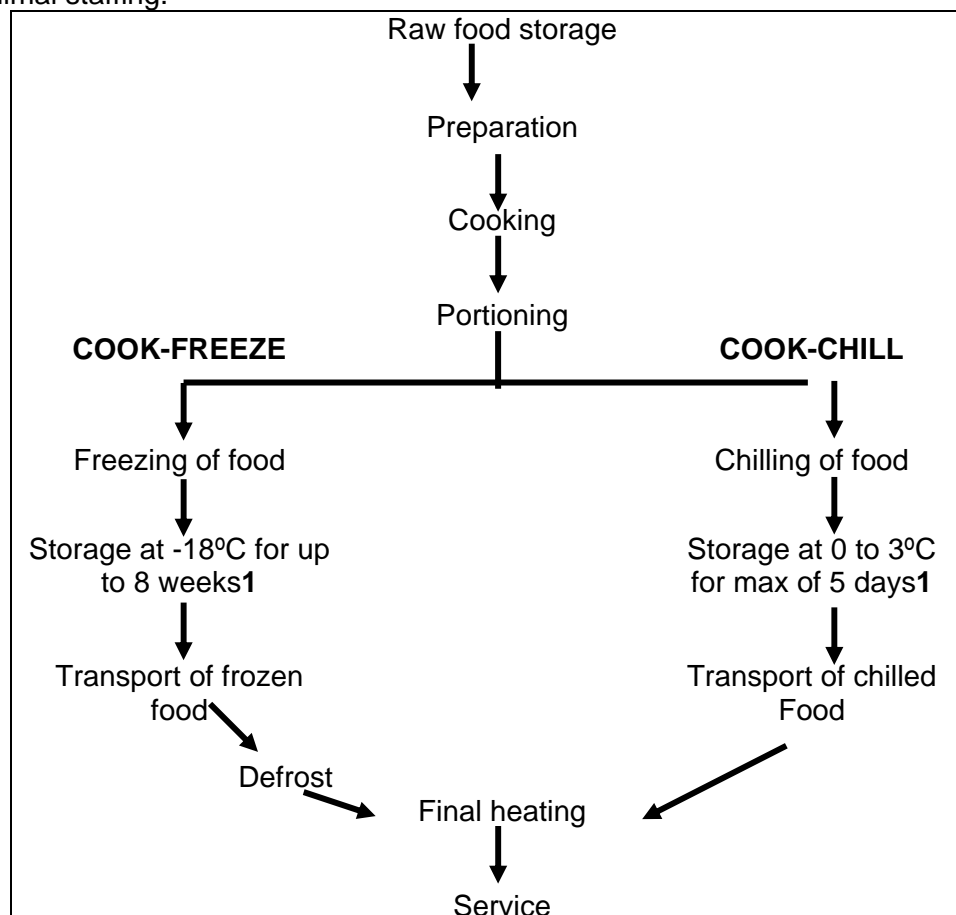 Raw food storage
Preparation
Cooking
Portioning
COOK-FREEZE
COOK-CHILL
Freezing of food
Chilling of food
Storage at -18ºC for up
to 8 weeks1
Storage at 0 to 3ºC
for max of 5 days1
Transport of frozen
food
Transport of chilled
Food
Defrost
Final heating
Service